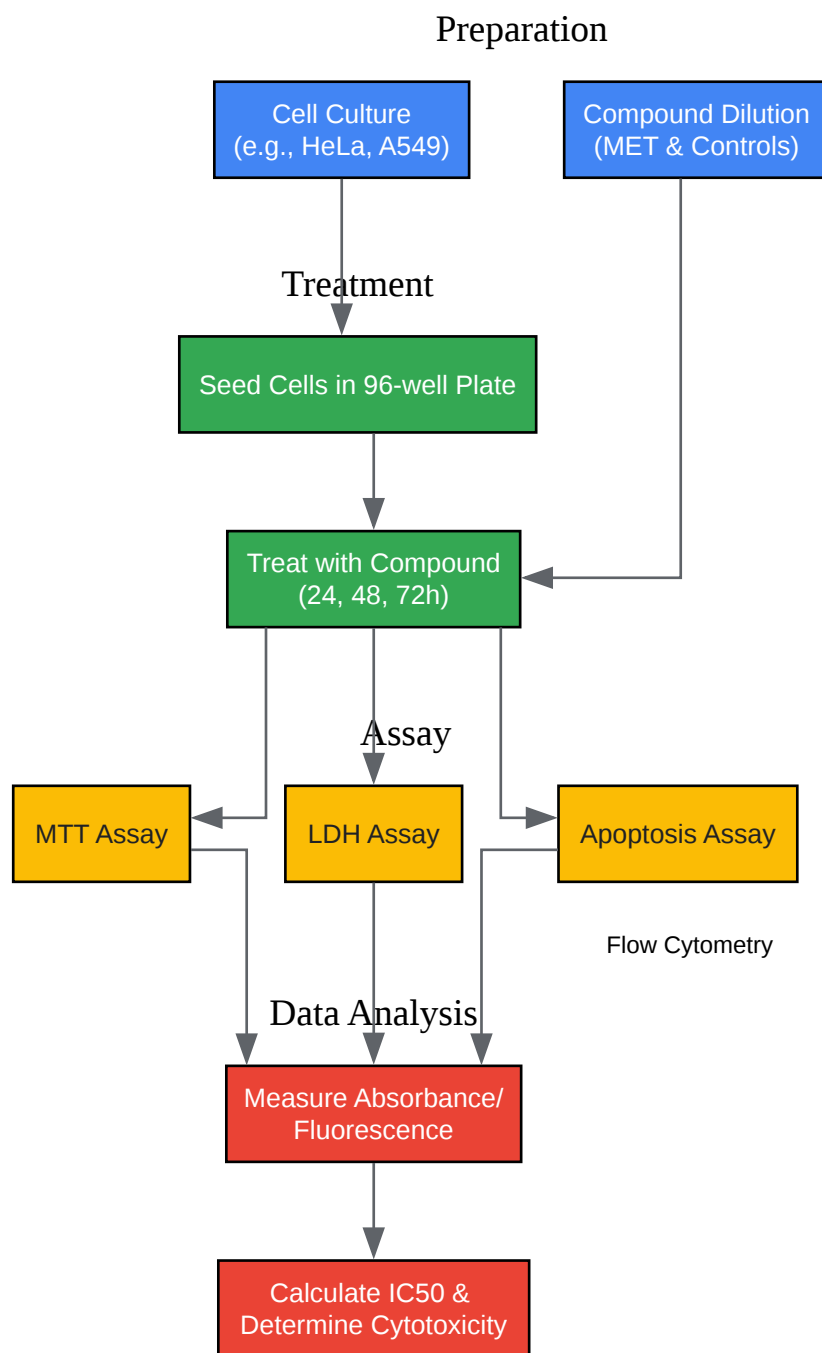 Preparation
Cell Culture
(e.g., HeLa, A549)
Compound Dilution
(MET & Controls)
Treatment
Seed Cells in 96-well Plate
Treat with Compound
(24, 48, 72h)
Assay
MTT Assay
LDH Assay
Apoptosis Assay
Flow Cytometry
Data Analysis
Measure Absorbance/
Fluorescence
Calculate IC50 &
Determine Cytotoxicity